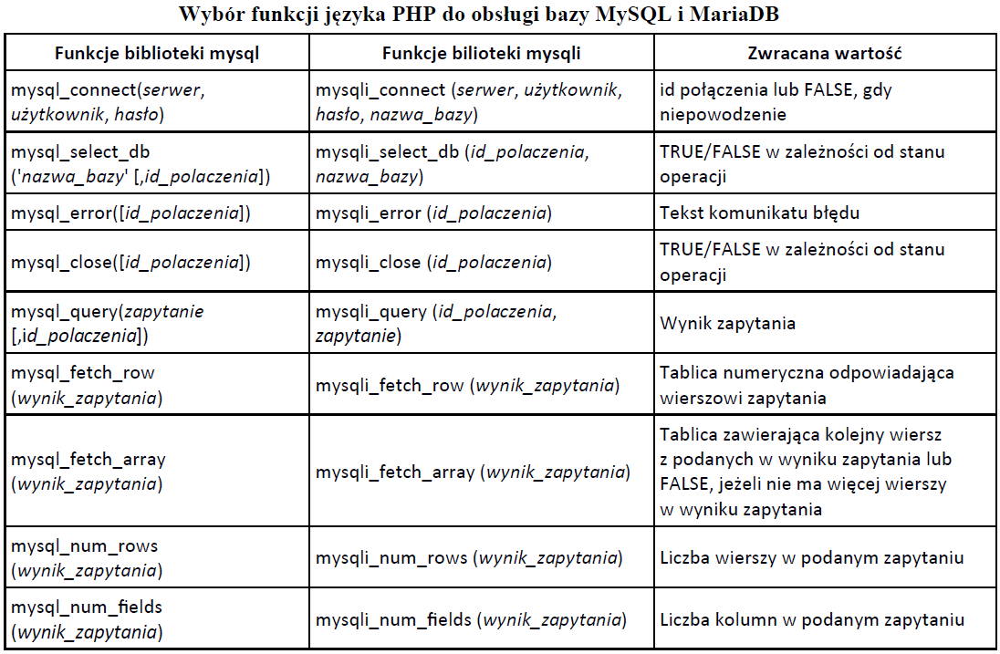 Wybór funkcji języka PHP do obsługi bazy MySQL i MariaDB
Funkcje biblioteki mysql
Funkcje bilioteki mysqli
Zwracana wartość
mysql_connect(serwer,
użytkownik, hasło)
mysqli_connect (serwer, użytkownik,
hasło, nazwa_bazy)
id połączenia lub FALSE, gdy
niepowodzenie
mysql_select_db
('nazwa_bazy' [,id_polaczenia])
mysqli_select_db (id_polaczenia,
nazwa_bazy)
TRUE/FALSE w zależności od stanu
operacji
mysql_error([id_polaczenia])
mysqli_error (id_polaczenia)
Tekst komunikatu błędu
mysql_close([id_polaczenia])
mysqli_close (id_polaczenia)
TRUE/FALSE w zależności od stanu
operacji
mysql_query(zapytanie
[,id_polaczenia])
mysqli_query (id_polaczenia,
zapytanie)
Wynik zapytania
mysql_fetch_row
(wynik_zapytania)
mysqli_fetch_row (wynik_zapytania)
Tablica numeryczna odpowiadająca
wierszowi zapytania
mysql_fetch_array
(wynik_zapytania)
mysqli_fetch_array (wynik_zapytania)
Tablica zawierająca kolejny wiersz
z podanych w wyniku zapytania lub
FALSE, jeżeli nie ma więcej wierszy
w wyniku zapytania
mysql_num_rows
(wynik_zapytania)
mysqli_num_rows (wynik_zapytania)
Liczba wierszy w podanym zapytaniu
mysql_num_fields
(wynik_zapytania)
mysqli_num_fields (wynik_zapytania)
Liczba kolumn w podanym zapytaniu